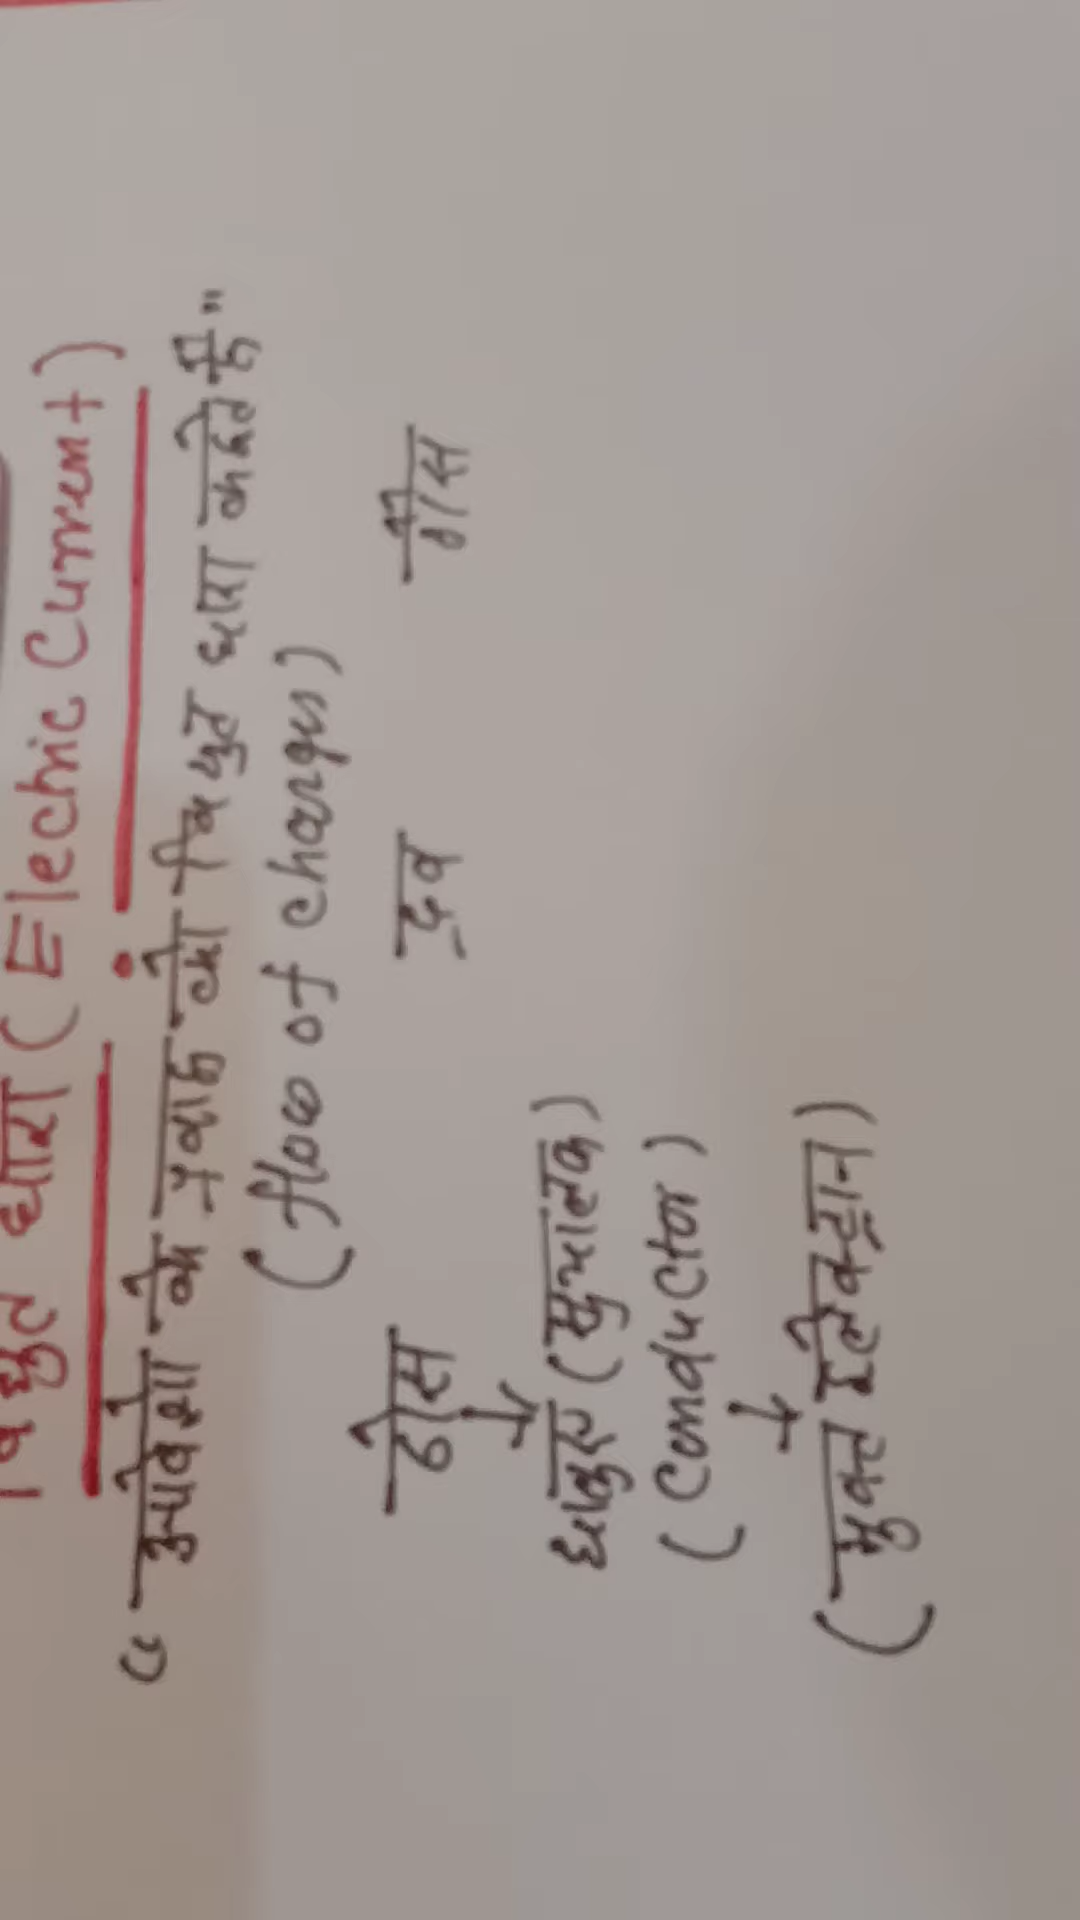 विद्युत धारा ( Electric Current )
" आवेशो के प्रवाह को विद्युत धारा कहते है "
( flow of charges )
ठोस द्रव गैस
↓
धातुएं ( सुचालक )
( Conductor )
↓
( मुक्त इलेक्ट्रान )